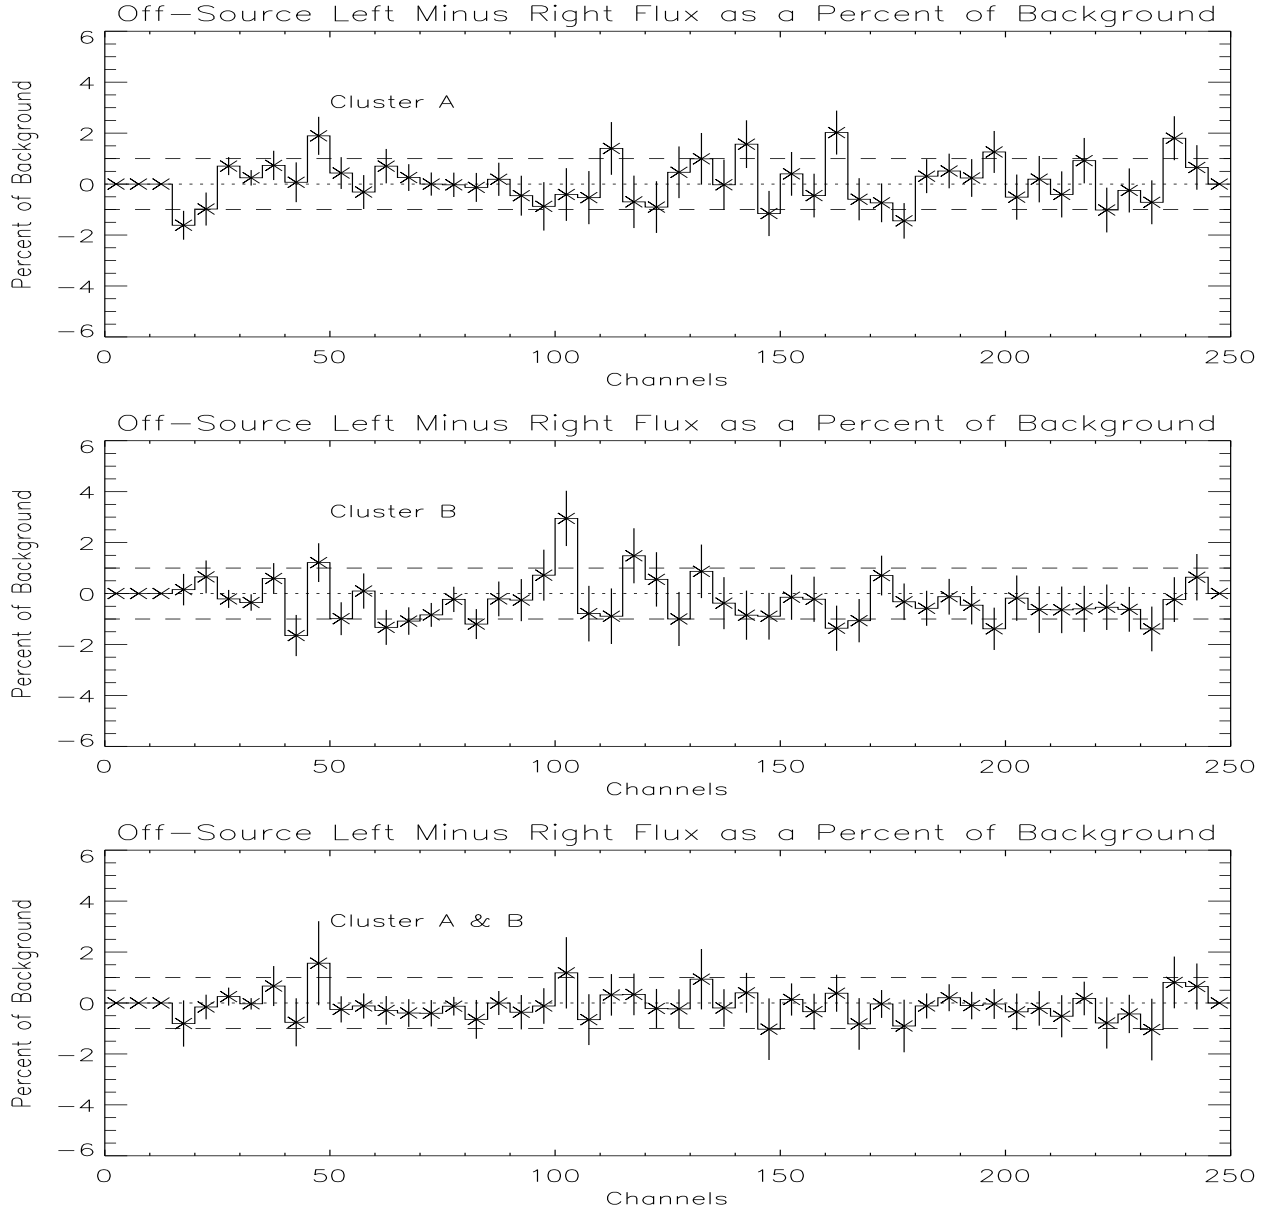 Off-Source Left Minus Right Flux as a Percent of Background
6
4
2
0
-2
-4
-6
Percent of Background
Cluster A
0 50 100 150 200 250
Channels
Off-Source Left Minus Right Flux as a Percent of Background
6
4
2
0
-2
-4
-6
Percent of Background
Cluster B
0 50 100 150 200 250
Channels
Off-Source Left Minus Right Flux as a Percent of Background
6
4
2
0
-2
-4
-6
Percent of Background
Cluster A & B
0 50 100 150 200 250
Channels